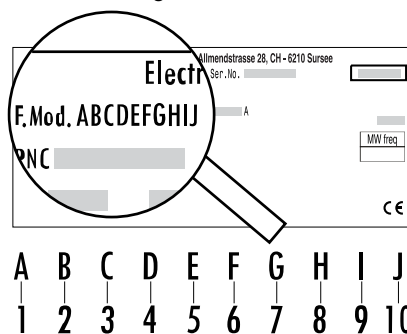 Allmendstrasse 28, CH - 6210 Sursee
Electr
Ser.No.
F.Mod. ABCDEFGHIJ
A
PNC
MW freq
CE
A B C D E F G H I J
1 2 3 4 5 6 7 8 9 10